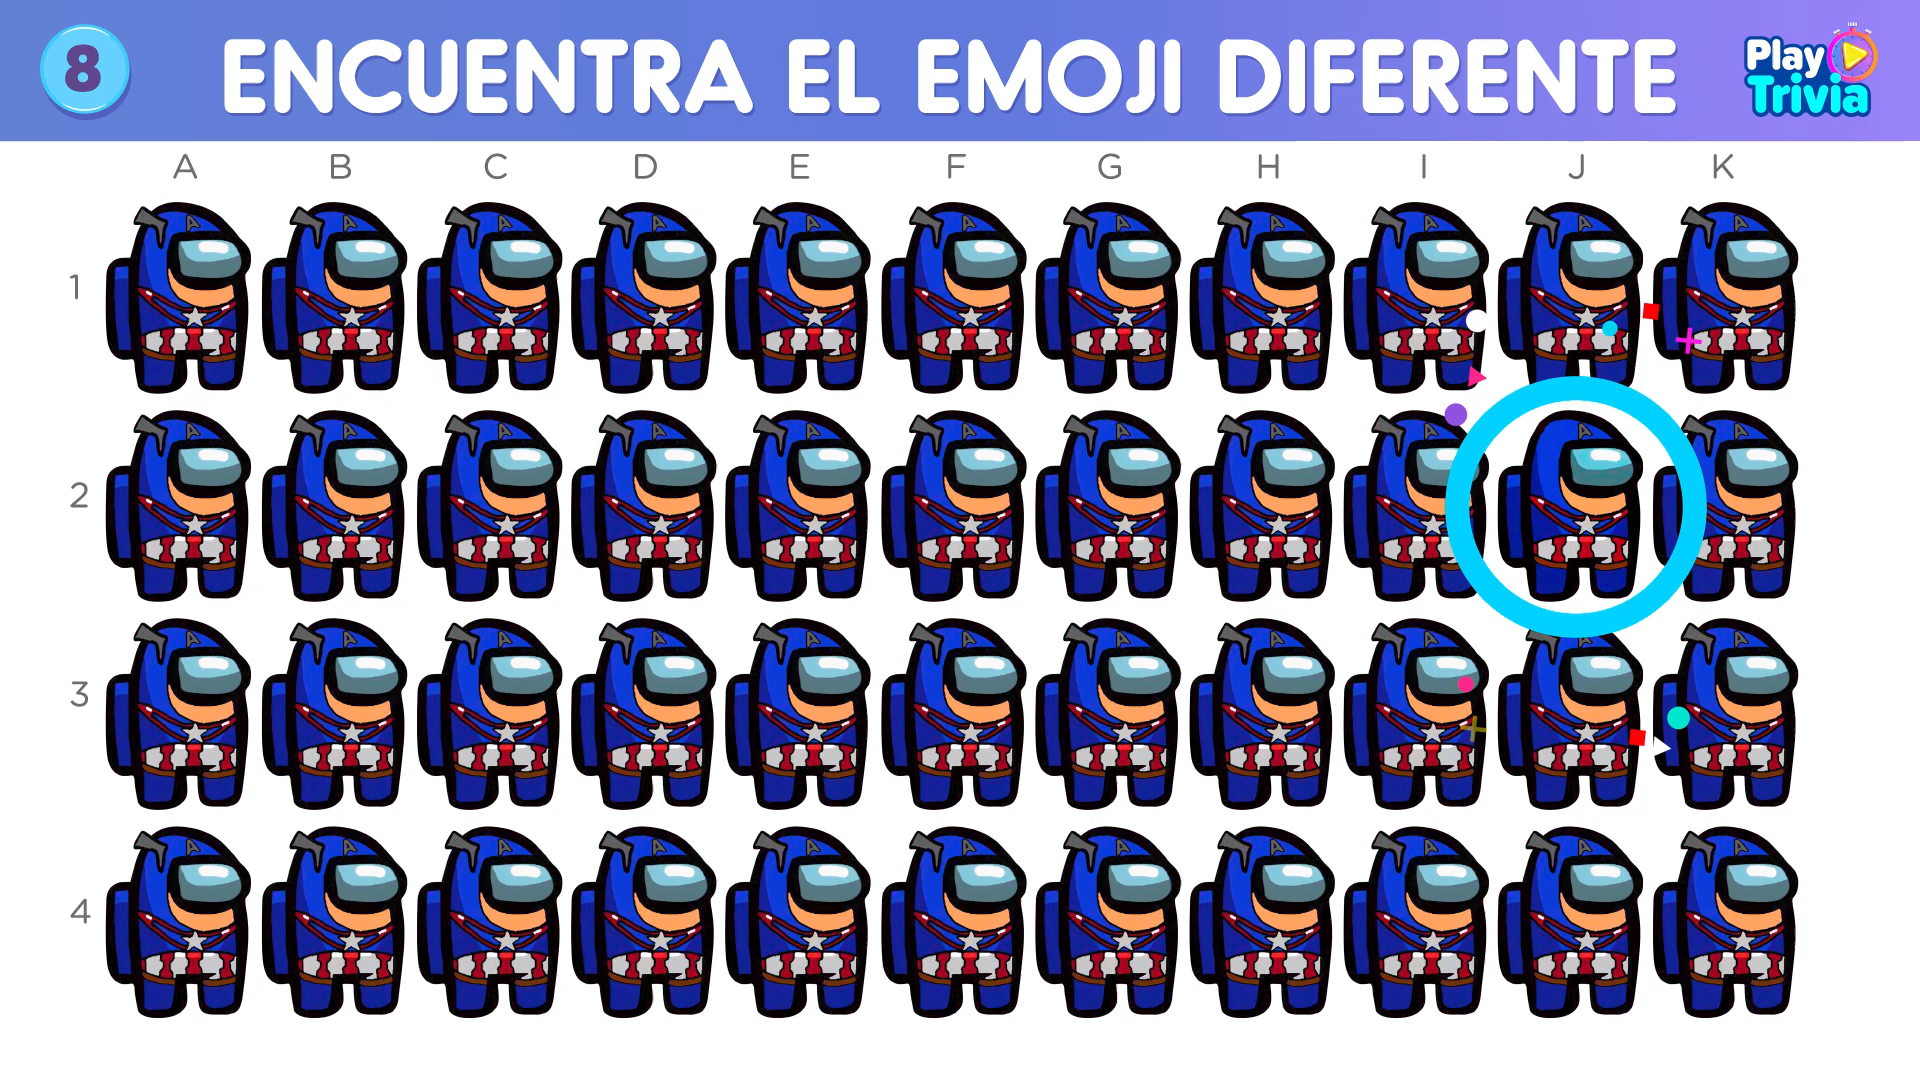 8
ENCUENTRA EL EMOJI DIFERENTE
Play
Trivia
A B C D E F G H I J K
1
2
3
4